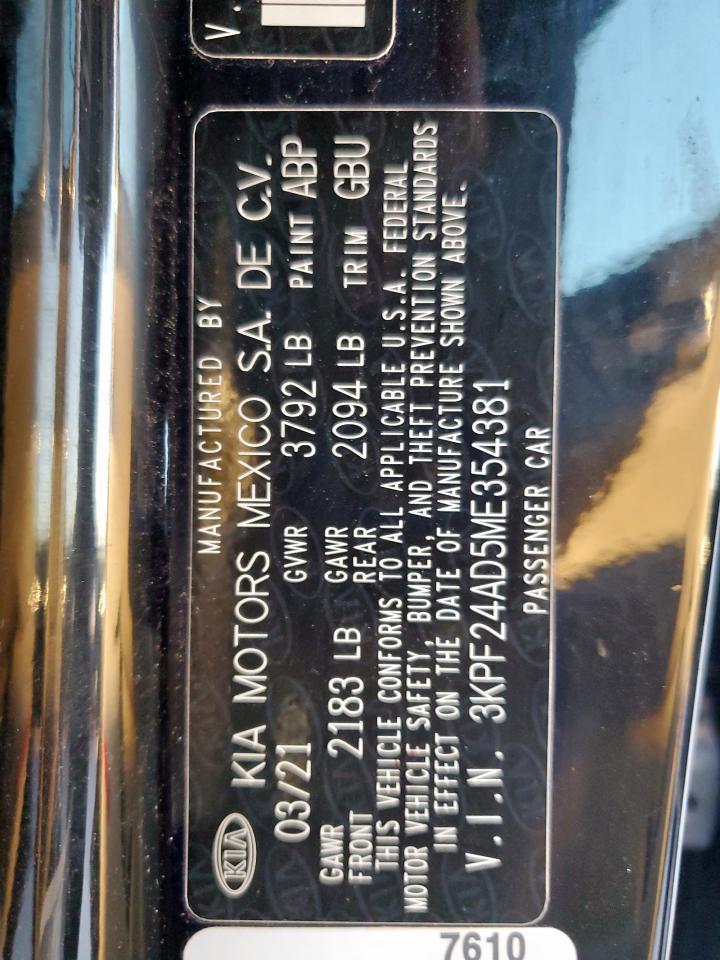 V.
MANUFACTURED BY
KIA KIA MOTORS MEXICO S.A. DE C.V.
03/21 GVWR 3792 LB PAINT ABP
GAWR FRONT 2183 LB GAWR REAR 2094 LB TRIM GBU
THIS VEHICLE CONFORMS TO ALL APPLICABLE U.S.A. FEDERAL
MOTOR VEHICLE SAFETY, BUMPER, AND THEFT PREVENTION STANDARDS
IN EFFECT ON THE DATE OF MANUFACTURE SHOWN ABOVE.
V.I.N. 3KPF24AD5ME354381
PASSENGER CAR
7610